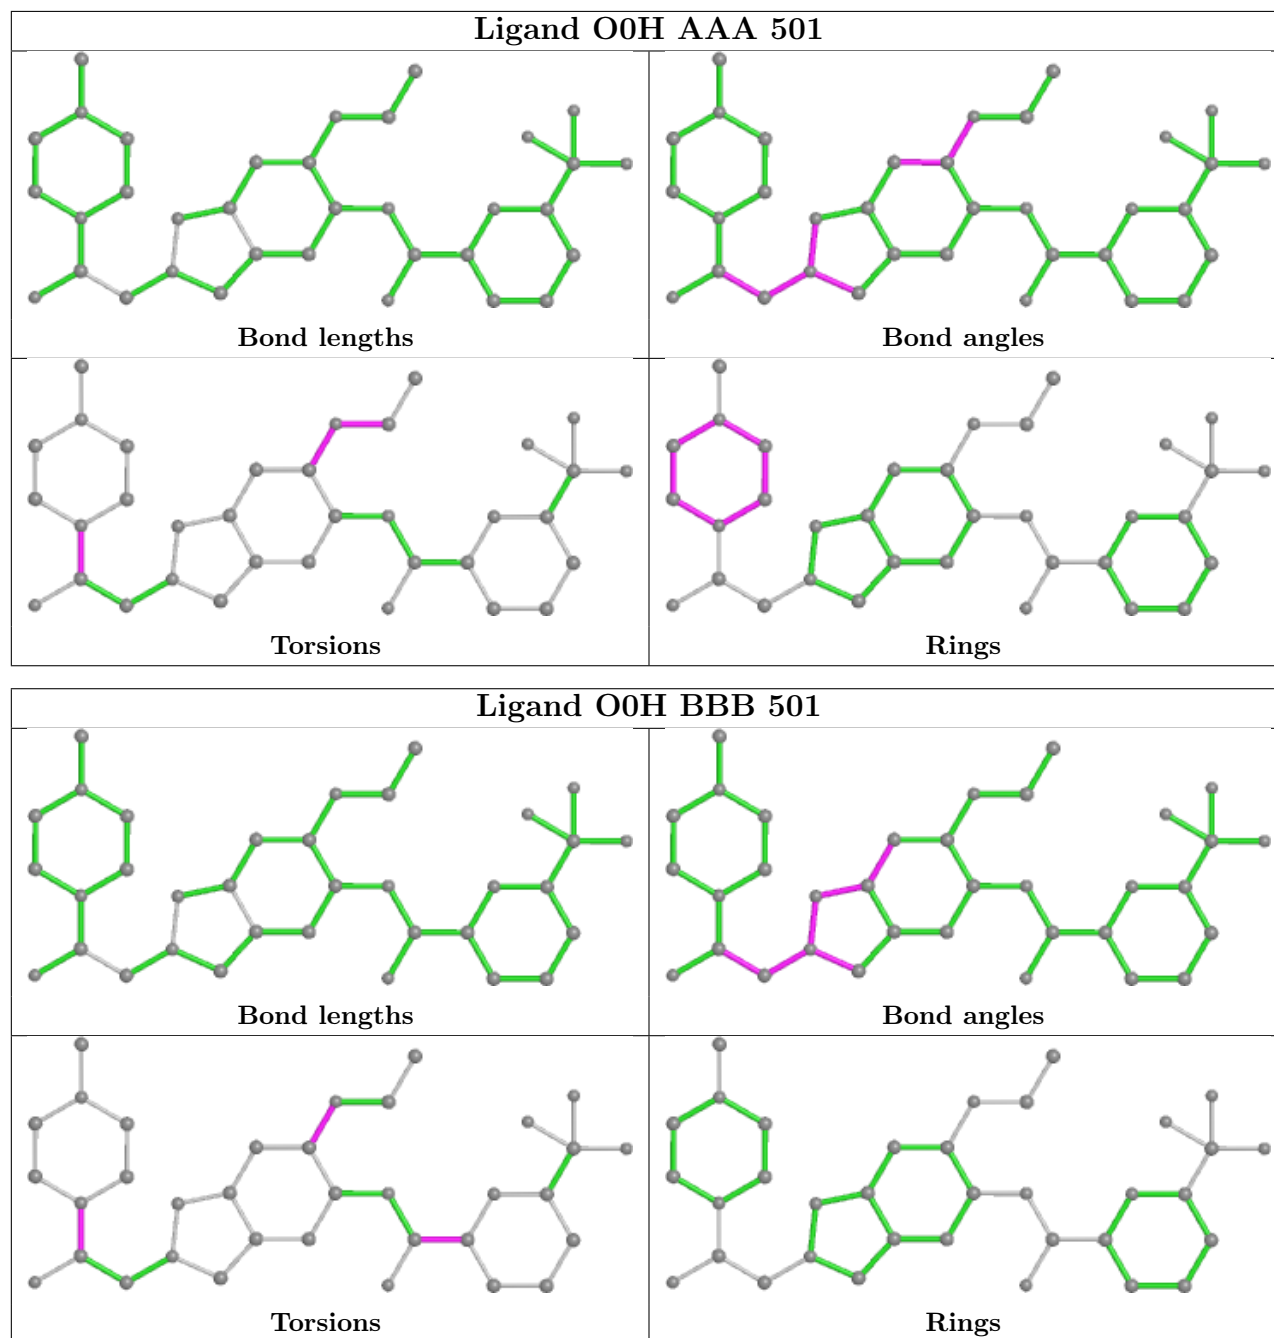 Ligand O0H AAA 501
Bond lengths
Bond angles
Torsions
Rings
Ligand O0H BBB 501
Bond lengths
Bond angles
Torsions
Rings